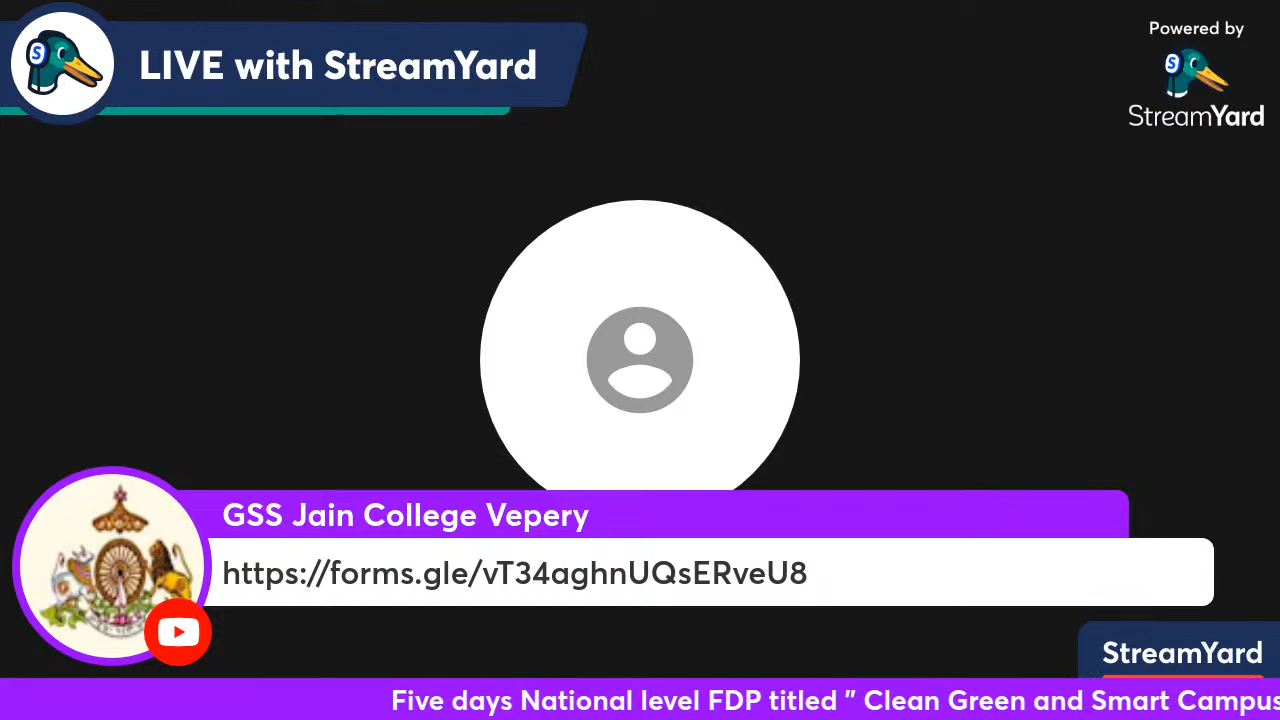 LIVE with StreamYard
Powered by
S
StreamYard
GSS Jain College Vepery
https://forms.gle/vT34aghnUQsERveU8
StreamYard
Five days National level FDP titled " Clean Green and Smart Campus